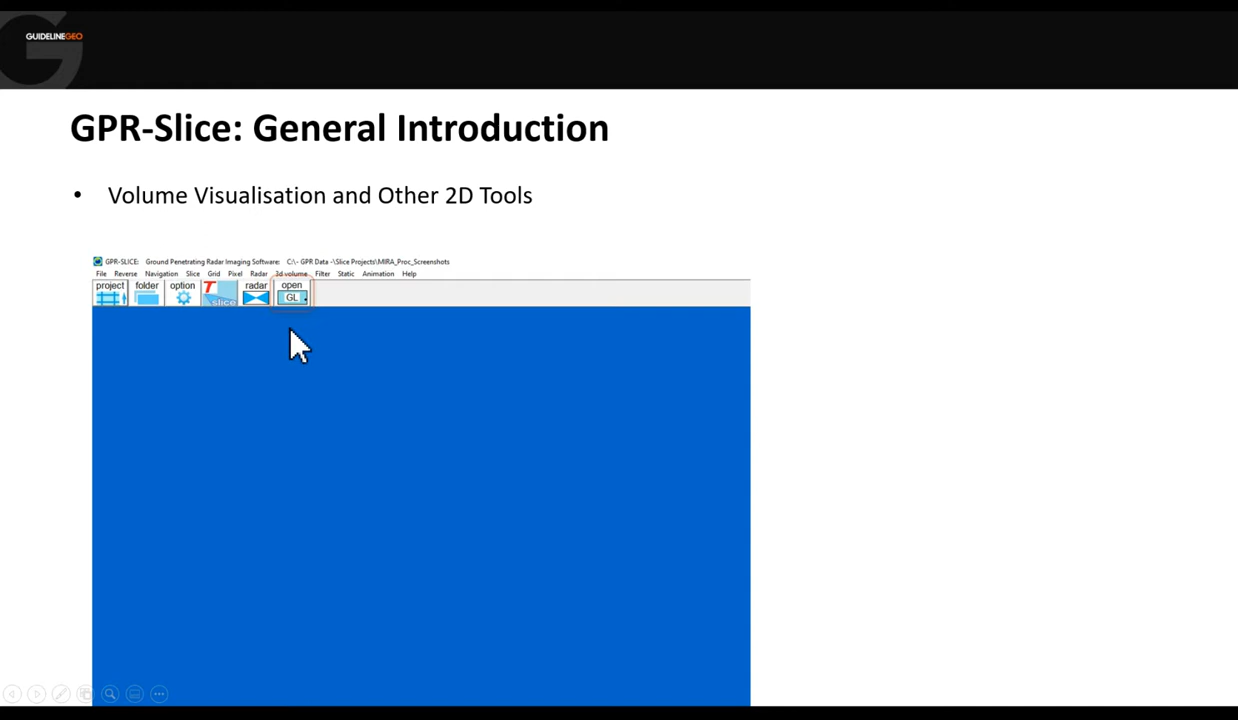 GUIDELINEGEO
GPR-Slice: General Introduction
• Volume Visualisation and Other 2D Tools
GPR-SLICE: Ground Penetrating Radar Imaging Software: C:\- GPR Data -\Slice Projects\MIRA_Proc_Screenshots
File Reverse Navigation Slice Grid Pixel Radar 3d volume Filter Static Animation Help
project folder option T slice radar open GL